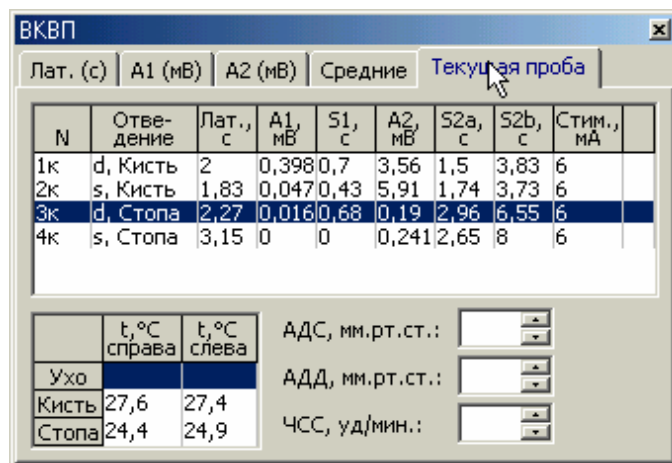 ВКВП
Лат. (с) A1 (мВ) A2 (мВ) Средние Текущая проба
N Отве-дение Лат., с A1, мВ S1, с A2, мВ S2a, с S2b, с Стим., мА
1к d, Кисть 2 0,398 0,7 3,56 1,5 3,83 6
2к s, Кисть 1,83 0,047 0,43 5,91 1,74 3,73 6
3к d, Стопа 2,27 0,016 0,68 0,19 2,96 6,55 6
4к s, Стопа 3,15 0 0 0,241 2,65 8 6
t,°C справа t,°C слева
Ухо
Кисть 27,6 27,4
Стопа 24,4 24,9
АДС, мм.рт.ст.:
АДД, мм.рт.ст.:
ЧСС, уд/мин.: